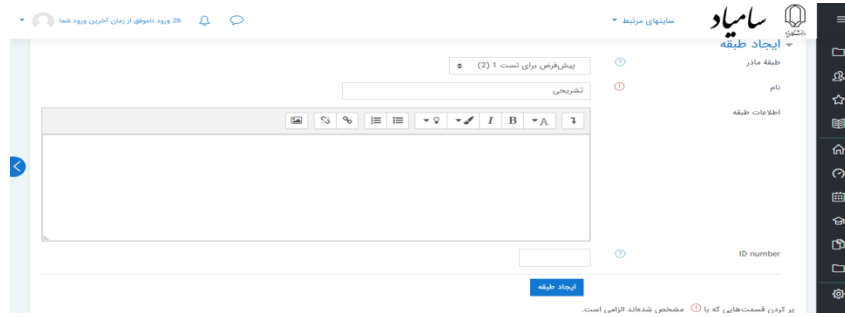 سامیاد
سایتهای مرتبط
26 ورود ناموفق از زمان آخرین ورود شما
ایجاد طبقه
طبقهٔ مادر
پیش‌فرض برای تست 1 (2)
نام
تشریحی
اطلاعات طبقه
A B I
ID number
ایجاد طبقه
پر کردن قسمت‌هایی که با مشخص شده‌اند الزامی است.